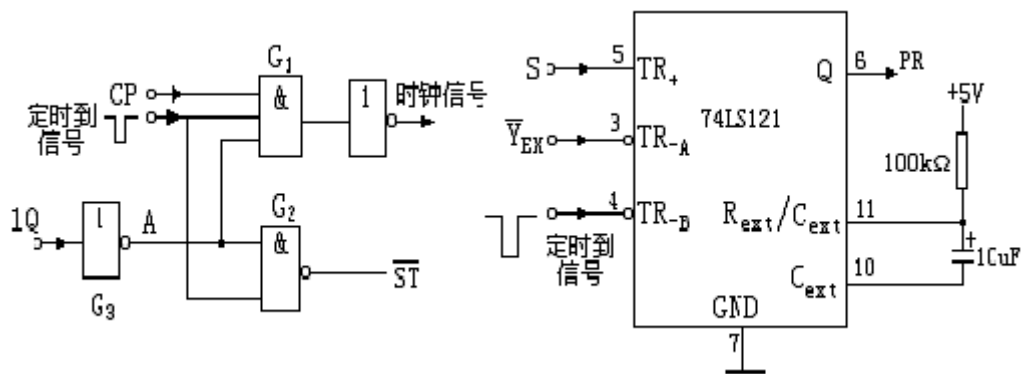 G₁
CP
&
1
时钟信号
定时到
信号
1Q
1
A
G₂
&
S̅T̅
G₃
S
5
TR₊
Y̅EX
3
TR₋A
4
TR₋B
定时到
信号
74LS121
Q
6
PR
+5V
100kΩ
Rext/Cext
11
+
10uF
Cext
10
GND
7